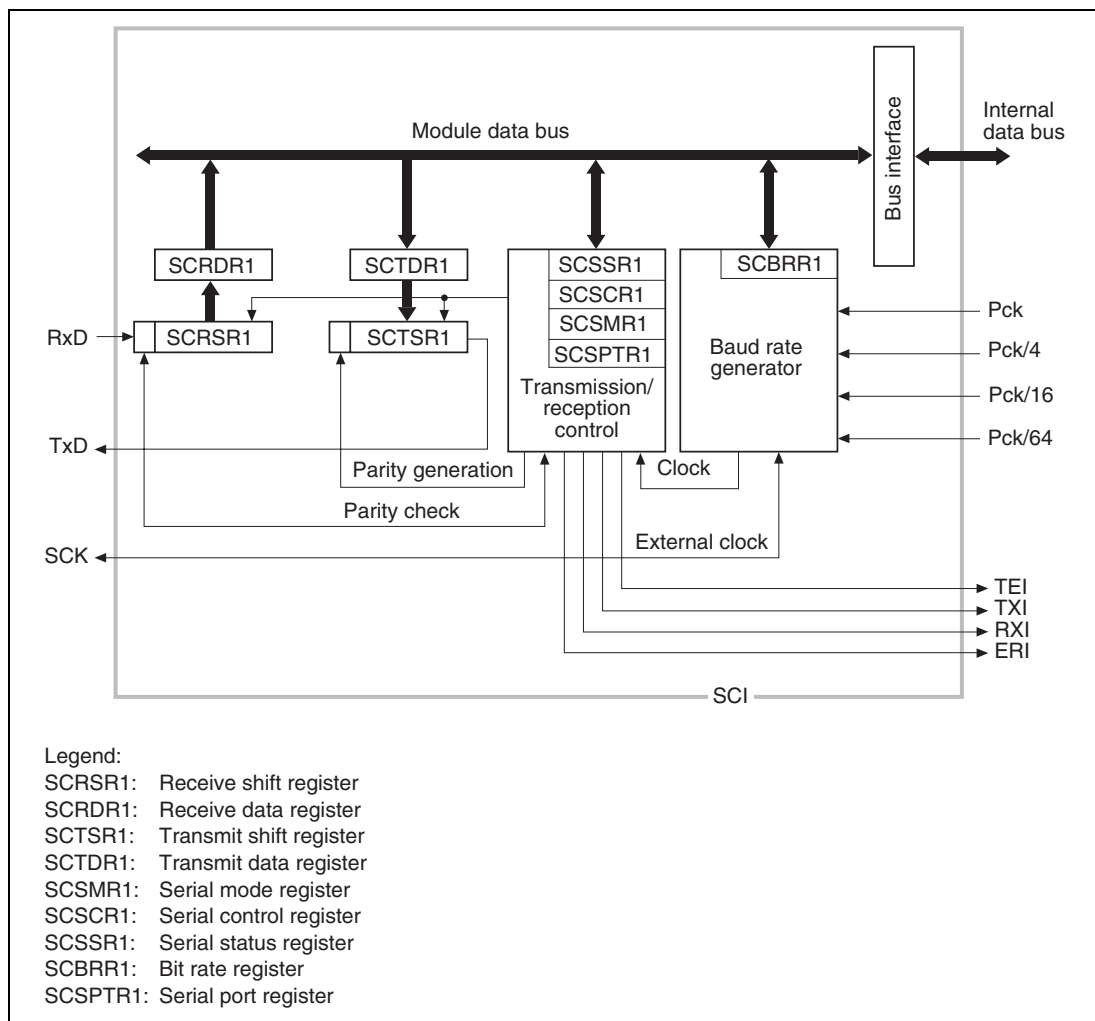 Module data bus
Bus interface
Internal
data bus
SCRDR1
SCTDR1
SCSSR1
SCSCR1
SCSMR1
SCSPTR1
Transmission/
reception
control
SCBRR1
Baud rate
generator
RxD
SCRSR1
SCTSR1
Pck
Pck/4
Pck/16
Pck/64
TxD
Parity generation
Clock
Parity check
SCK
External clock
TEI
TXI
RXI
ERI
SCI
Legend:
SCRSR1: Receive shift register
SCRDR1: Receive data register
SCTSR1: Transmit shift register
SCTDR1: Transmit data register
SCSMR1: Serial mode register
SCSCR1: Serial control register
SCSSR1: Serial status register
SCBRR1: Bit rate register
SCSPTR1: Serial port register